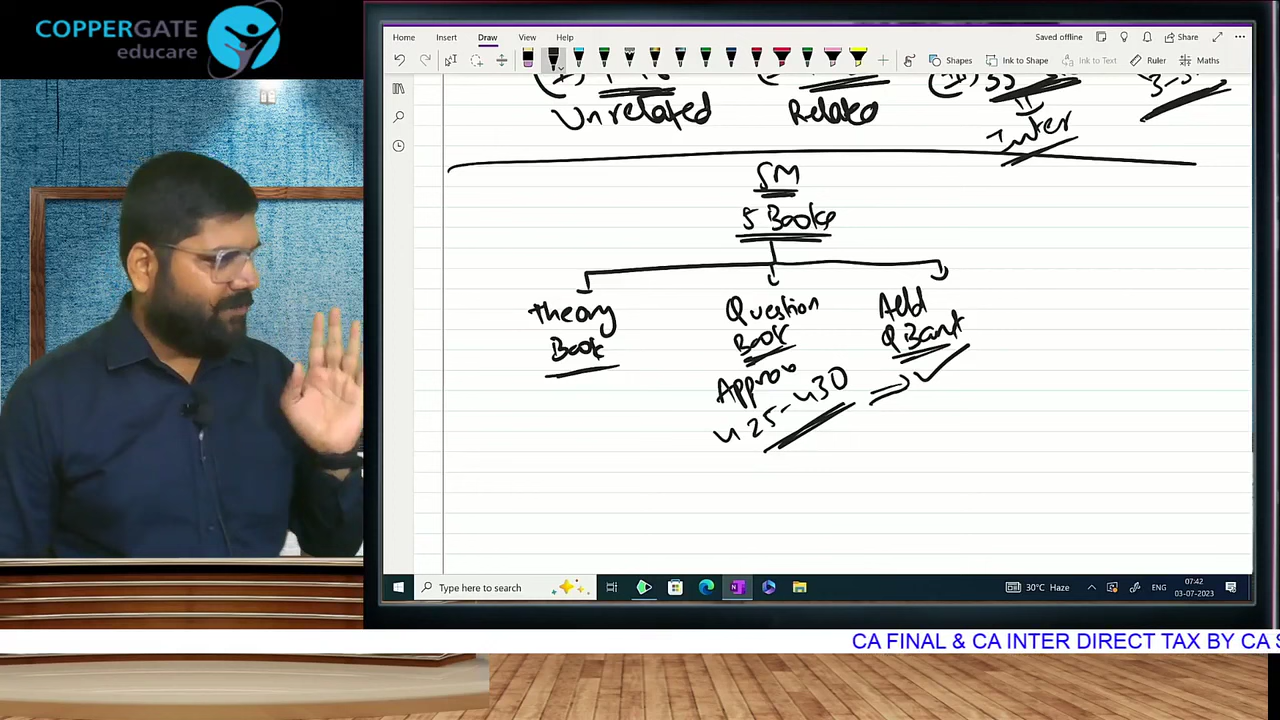 COPPERGATE
educare
Home Insert Draw View Help
Saved offline
Share
Shapes
Ink to Shape
Ink to Text
Ruler
Maths
Unrelated
Related
Inter
SM
5 Books
Theory
Book
Question
Book
Approx
425-430
Add
Q Bank
Type here to search
30°C Haze
ENG
07:42
03-07-2023
CA FINAL & CA INTER DIRECT TAX BY CA S